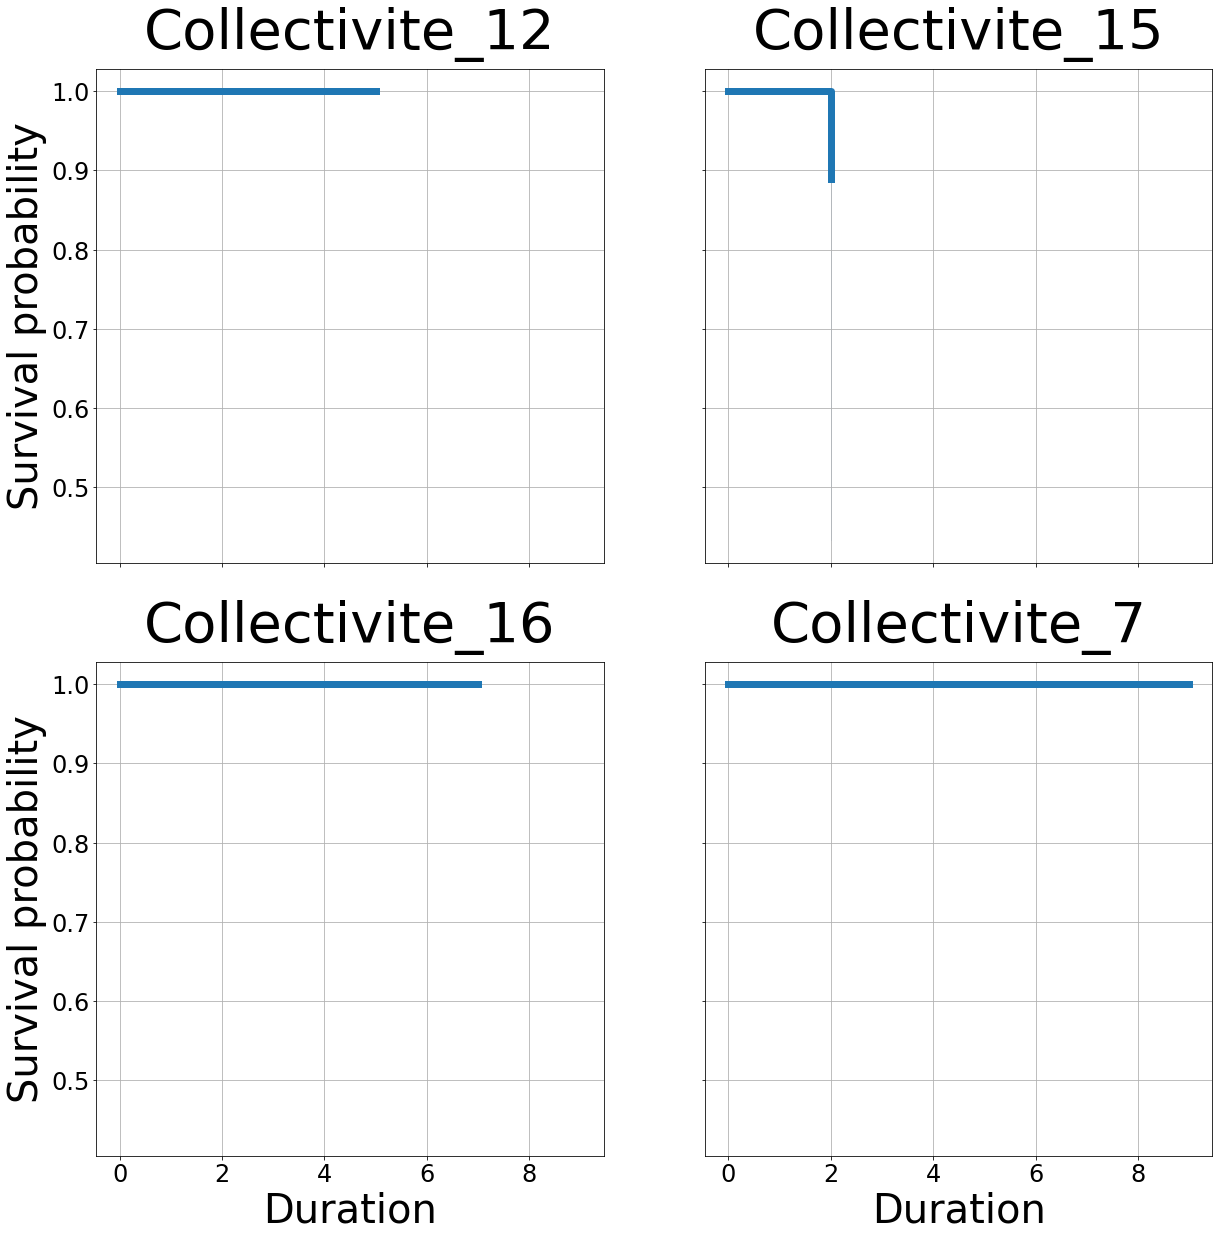 Collectivite_12
Collectivite_15
Survival probability
1.0
0.9
0.8
0.7
0.6
0.5
Collectivite_16
Collectivite_7
Survival probability
1.0
0.9
0.8
0.7
0.6
0.5
0 2 4 6 8
0 2 4 6 8
Duration
Duration